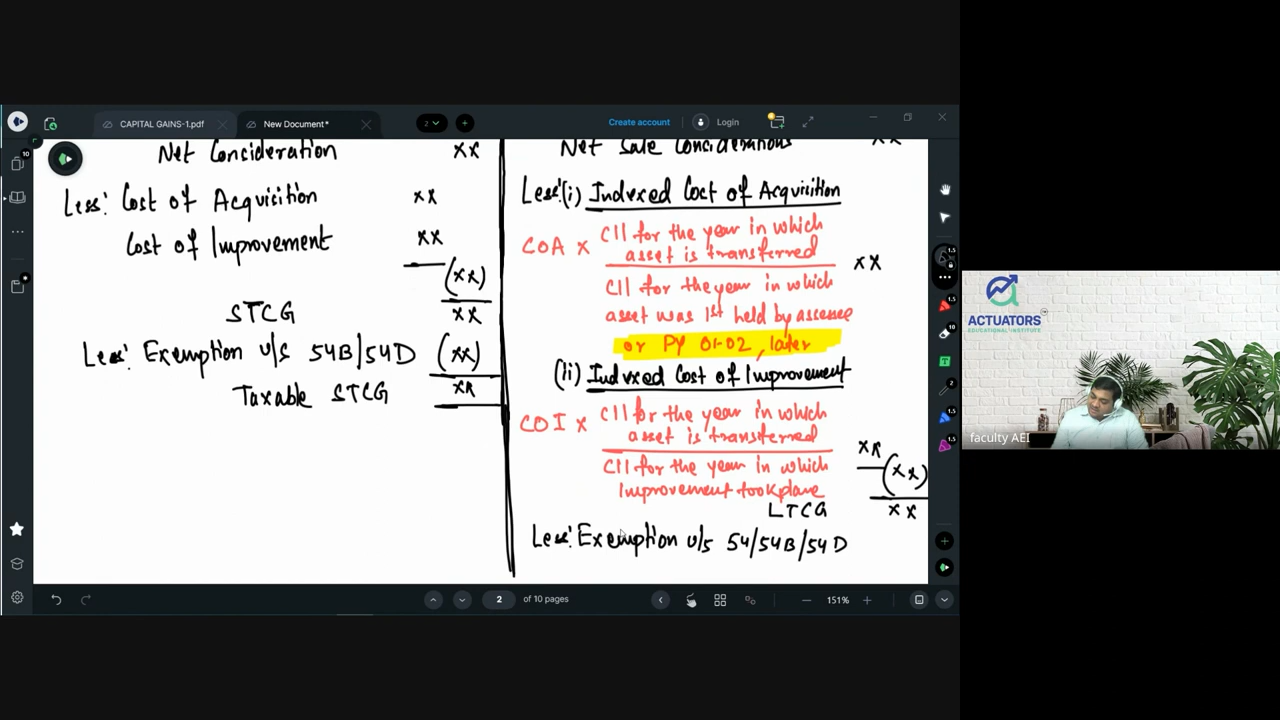 CAPITAL GAINS-1.pdf
New Document*
2
Create account
Login
Net Consideration xx
Less: Cost of Acquisition xx
Cost of Improvement xx
(xx)
STCG xx
Less: Exemption u/s 54B/54D (xx)
Taxable STCG xx
Net Sale Considerations xx
Less: (i) Indexed Cost of Acquisition
COA x CII for the year in which
asset is transferred
xx
CII for the year in which
asset was 1st held by assessee
or PY 01-02, later
(ii) Indexed Cost of Improvement
COI x CII for the year in which
asset is transferred
CII for the year in which
Improvement took place
xx
(xx)
LTCG xx
Less: Exemption u/s 54/54B/54D
2 of 10 pages
151%
ACTUATORS
EDUCATIONAL INSTITUTE
faculty AEI